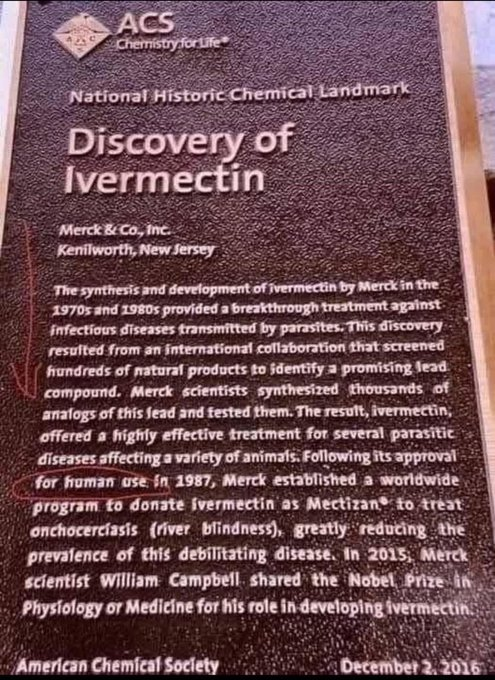 ACS
Chemistry for Life®
National Historic Chemical Landmark
Discovery of
Ivermectin
Merck & Co., Inc.
Kenilworth, New Jersey
The synthesis and development of ivermectin by Merck in the
1970s and 1980s provided a breakthrough treatment against
infectious diseases transmitted by parasites. This discovery
resulted from an international collaboration that screened
hundreds of natural products to identify a promising lead
compound. Merck scientists synthesized thousands of
analogs of this lead and tested them. The result, ivermectin,
offered a highly effective treatment for several parasitic
diseases affecting a variety of animals. Following its approval
for human use in 1987, Merck established a worldwide
program to donate ivermectin as Mectizan® to treat
onchocerciasis (river blindness), greatly reducing the
prevalence of this debilitating disease. In 2015, Merck
scientist William Campbell shared the Nobel Prize in
Physiology or Medicine for his role in developing ivermectin.
American Chemical Society
December 2, 2016